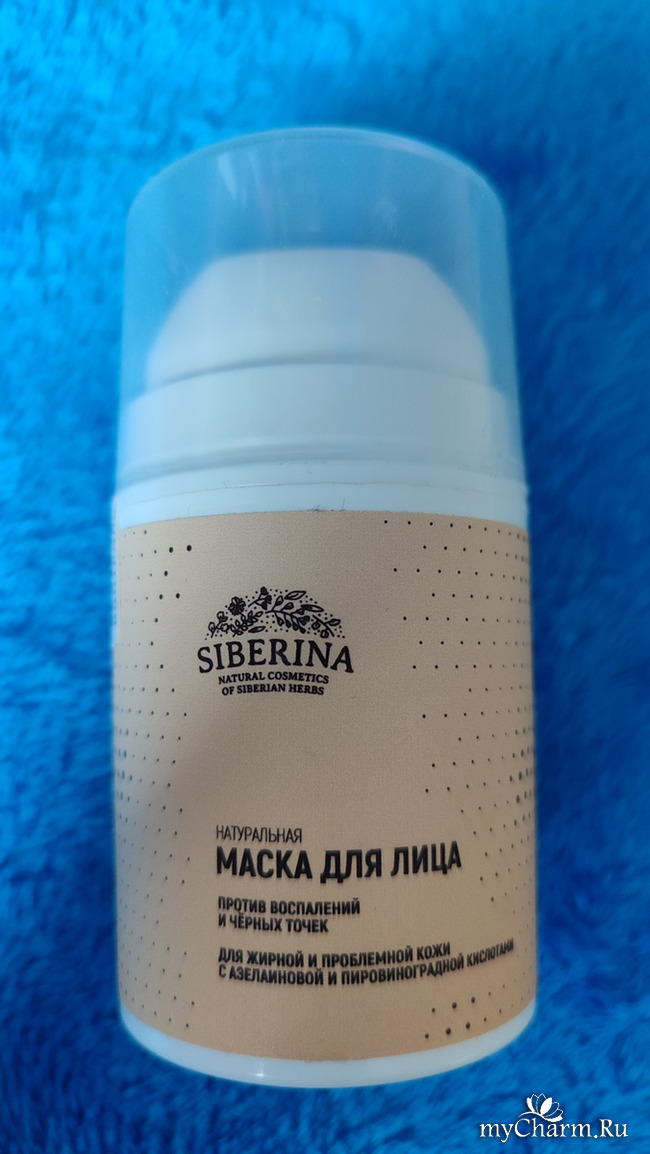 SIBERINA
NATURAL COSMETICS
OF SIBERIAN HERBS
НАТУРАЛЬНАЯ
МАСКА ДЛЯ ЛИЦА
ПРОТИВ ВОСПАЛЕНИЙ
И ЧЁРНЫХ ТОЧЕК
ДЛЯ ЖИРНОЙ И ПРОБЛЕМНОЙ КОЖИ
С АЗЕЛАИНОВОЙ И ПИРОВИНОГРАДНОЙ КИСЛОТАМИ
myCharm.Ru